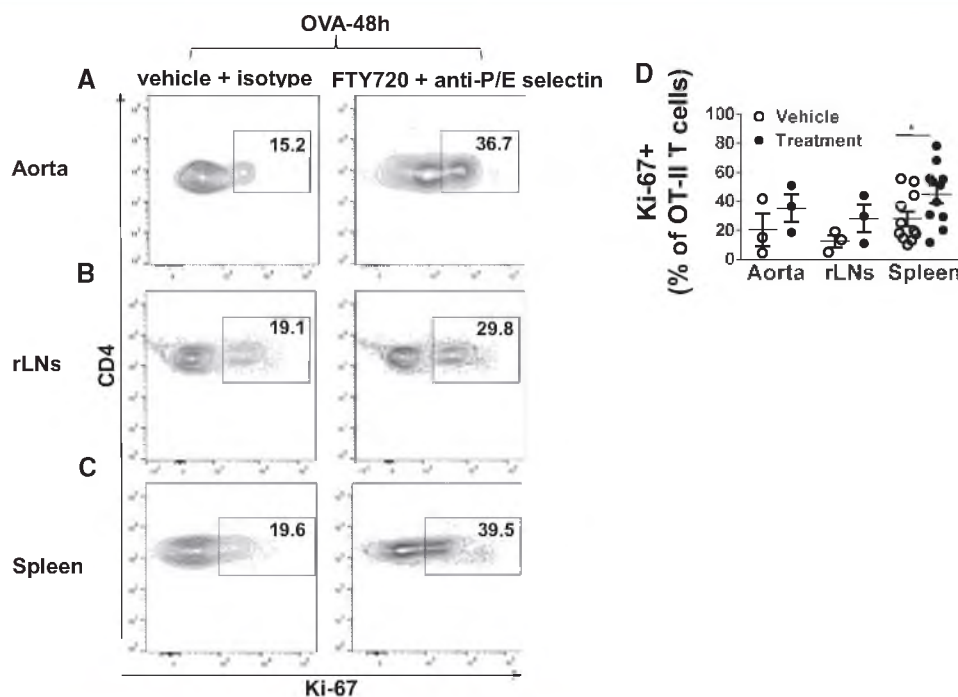 OVA-48h
A
vehicle + isotype
FTY720 + anti-P/E selectin
Aorta
15.2
36.7
B
rLNs
19.1
29.8
CD4
C
Spleen
19.6
39.5
Ki-67
D
Ki-67+
(% of OT-II T cells)
Vehicle
Treatment
*
100
80
60
40
20
0
Aorta rLNs Spleen